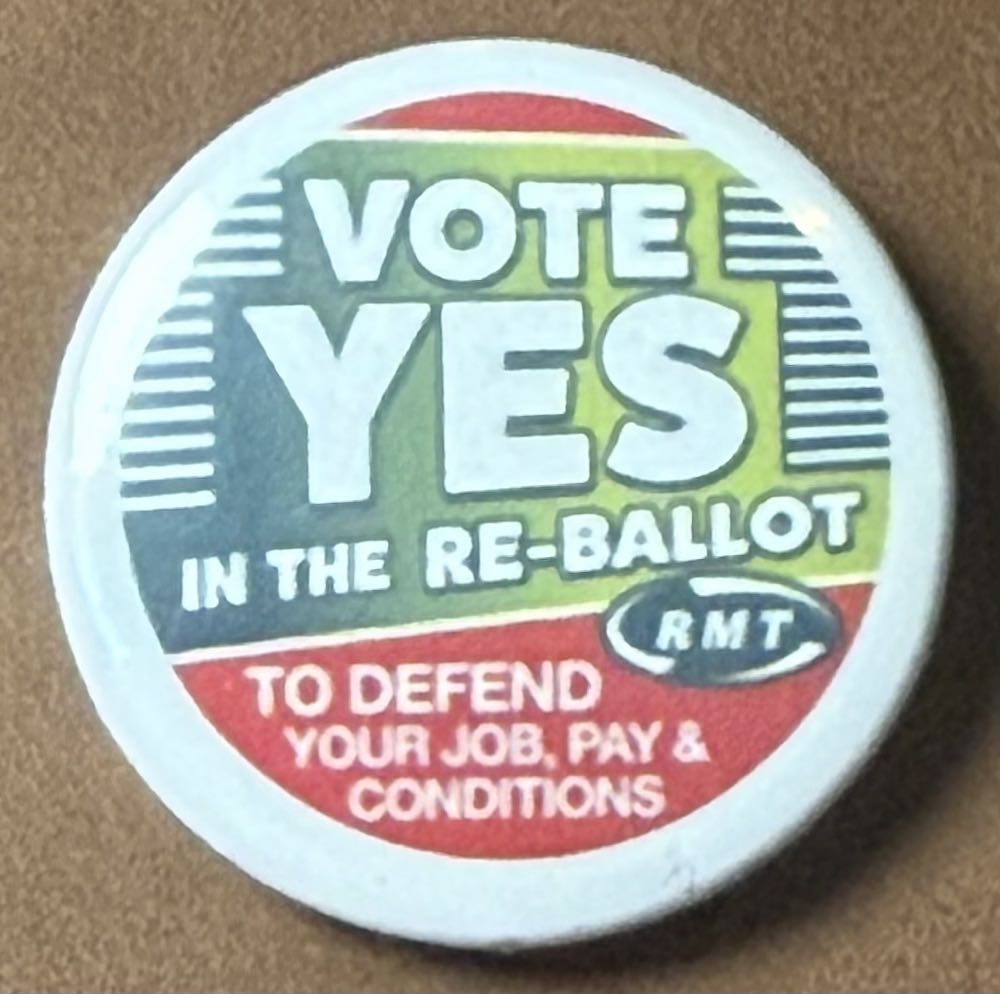 VOTE
YES
IN THE RE-BALLOT
RMT
TO DEFEND
YOUR JOB, PAY &
CONDITIONS